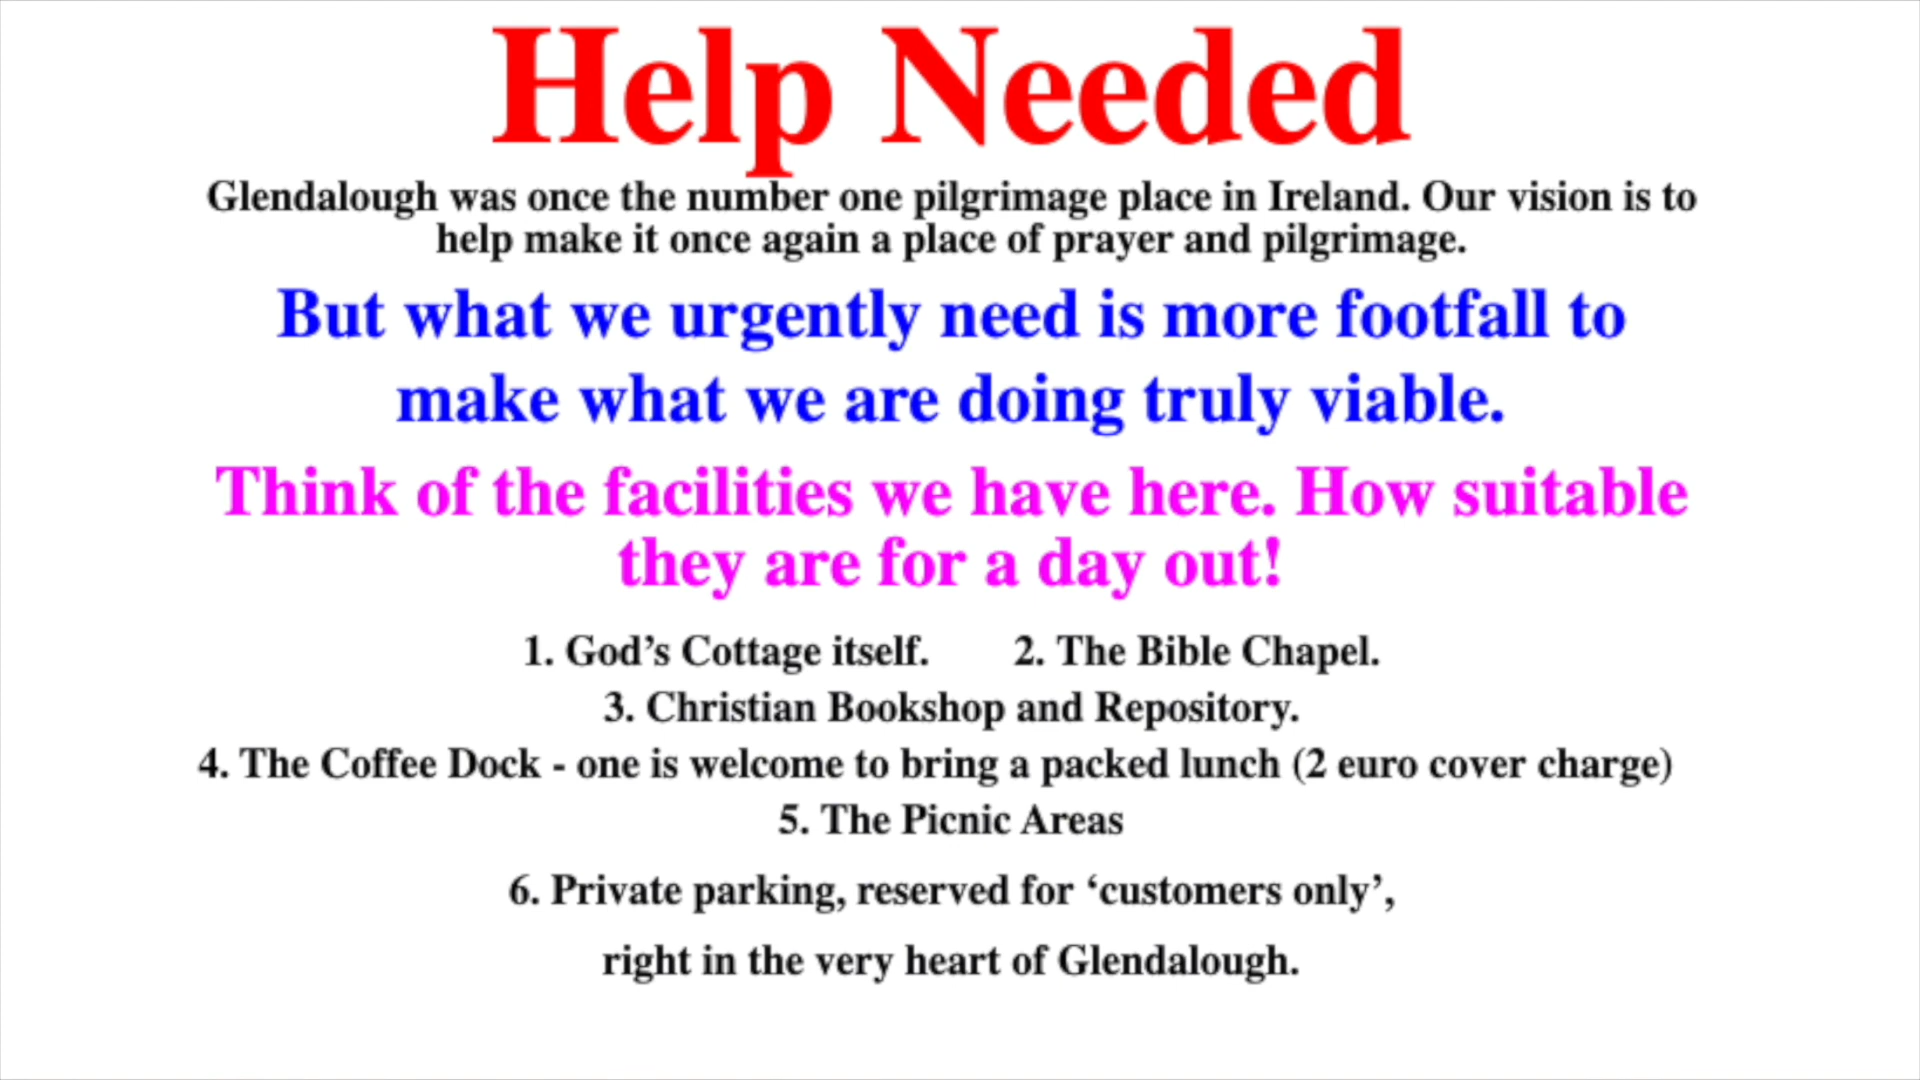 Help Needed
Glendalough was once the number one pilgrimage place in Ireland. Our vision is to
help make it once again a place of prayer and pilgrimage.
But what we urgently need is more footfall to
make what we are doing truly viable.
Think of the facilities we have here. How suitable
they are for a day out!
1. God’s Cottage itself. 2. The Bible Chapel.
3. Christian Bookshop and Repository.
4. The Coffee Dock - one is welcome to bring a packed lunch (2 euro cover charge)
5. The Picnic Areas
6. Private parking, reserved for ‘customers only’,
right in the very heart of Glendalough.